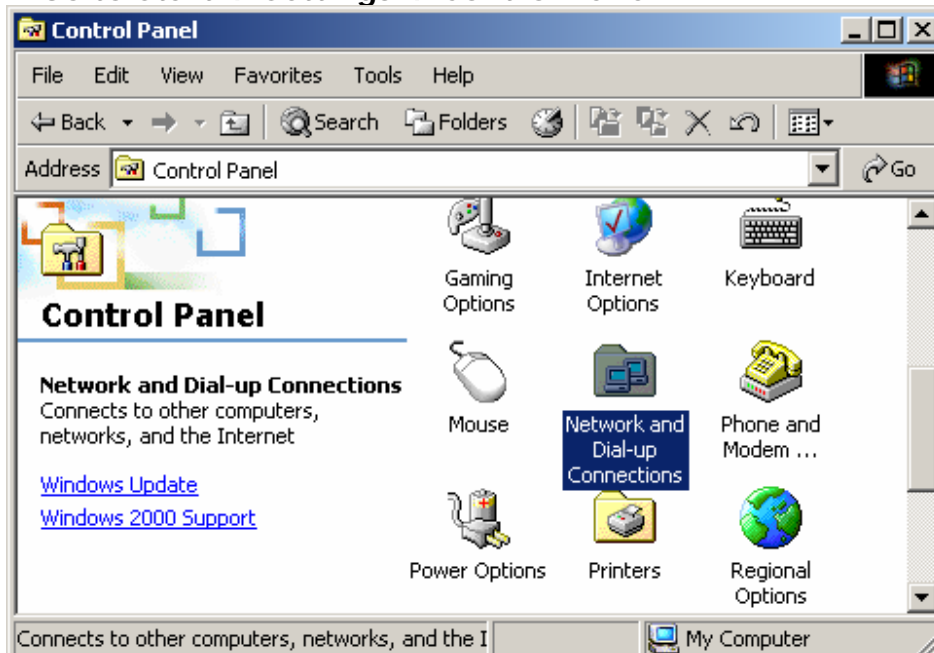 Control Panel
File Edit View Favorites Tools Help
Back Search Folders
Address Control Panel Go
Control Panel
Network and Dial-up Connections
Connects to other computers,
networks, and the Internet
Windows Update
Windows 2000 Support
Gaming
Options
Internet
Options
Keyboard
Mouse
Network and
Dial-up
Connections
Phone and
Modem ...
Power Options
Printers
Regional
Options
Connects to other computers, networks, and the I
My Computer